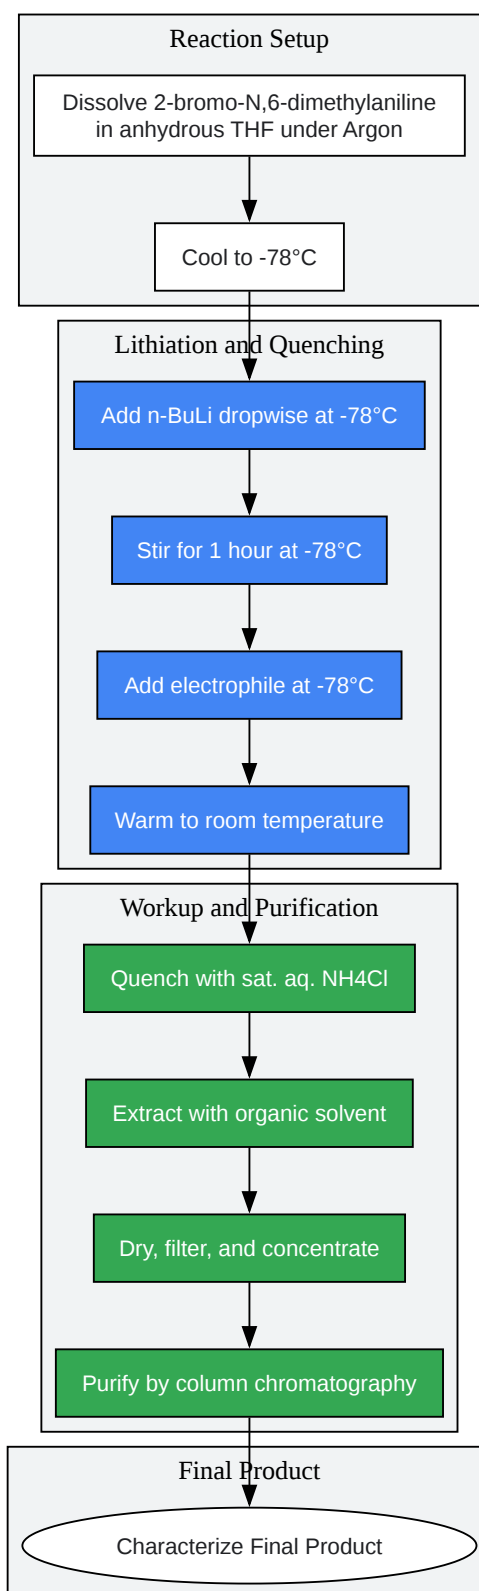 Reaction Setup
Dissolve 2-bromo-N,6-dimethylaniline
in anhydrous THF under Argon
Cool to -78°C
Lithiation and Quenching
Add n-BuLi dropwise at -78°C
Stir for 1 hour at -78°C
Add electrophile at -78°C
Warm to room temperature
Workup and Purification
Quench with sat. aq. NH4Cl
Extract with organic solvent
Dry, filter, and concentrate
Purify by column chromatography
Final Product
Characterize Final Product